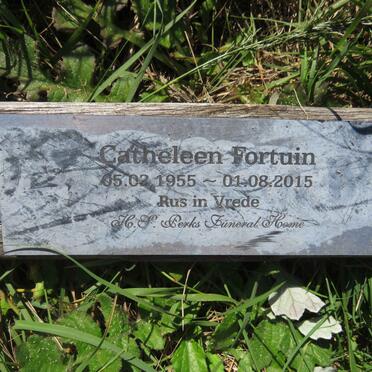 Catheleen Fortuin
05.02 1955 ~ 01.08.2015
Rus in Vrede
H.P. Perks Funeral Home